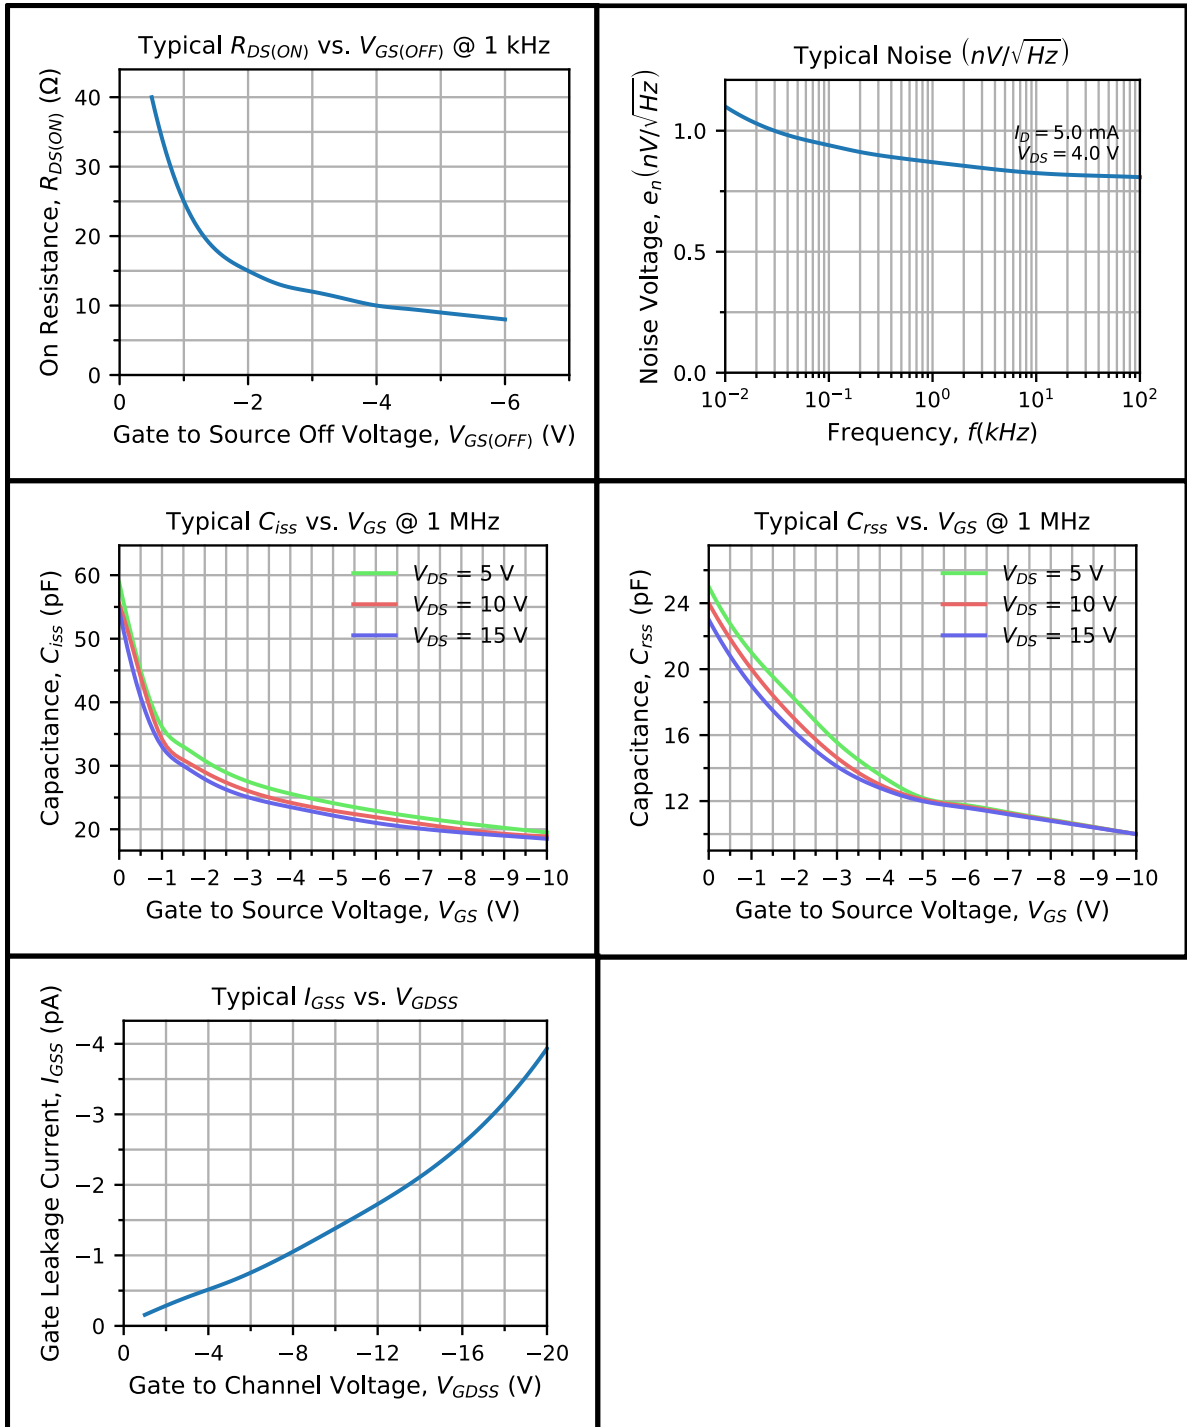 Typical R_DS(ON) vs. V_GS(OFF) @ 1 kHz
On Resistance, R_DS(ON) (Ω)
40
30
20
10
0
0 −2 −4 −6
Gate to Source Off Voltage, V_GS(OFF) (V)
Typical Noise (nV/√Hz)
Noise Voltage, e_n (nV/√Hz)
1.0
0.5
0.0
I_D = 5.0 mA
V_DS = 4.0 V
10^−2 10^−1 10^0 10^1 10^2
Frequency, f(kHz)
Typical C_iss vs. V_GS @ 1 MHz
Capacitance, C_iss (pF)
60
50
40
30
20
V_DS = 5 V
V_DS = 10 V
V_DS = 15 V
0 −1 −2 −3 −4 −5 −6 −7 −8 −9 −10
Gate to Source Voltage, V_GS (V)
Typical C_rss vs. V_GS @ 1 MHz
Capacitance, C_rss (pF)
24
20
16
12
V_DS = 5 V
V_DS = 10 V
V_DS = 15 V
0 −1 −2 −3 −4 −5 −6 −7 −8 −9 −10
Gate to Source Voltage, V_GS (V)
Typical I_GSS vs. V_GDSS
Gate Leakage Current, I_GSS (pA)
−4
−3
−2
−1
0
0 −4 −8 −12 −16 −20
Gate to Channel Voltage, V_GDSS (V)